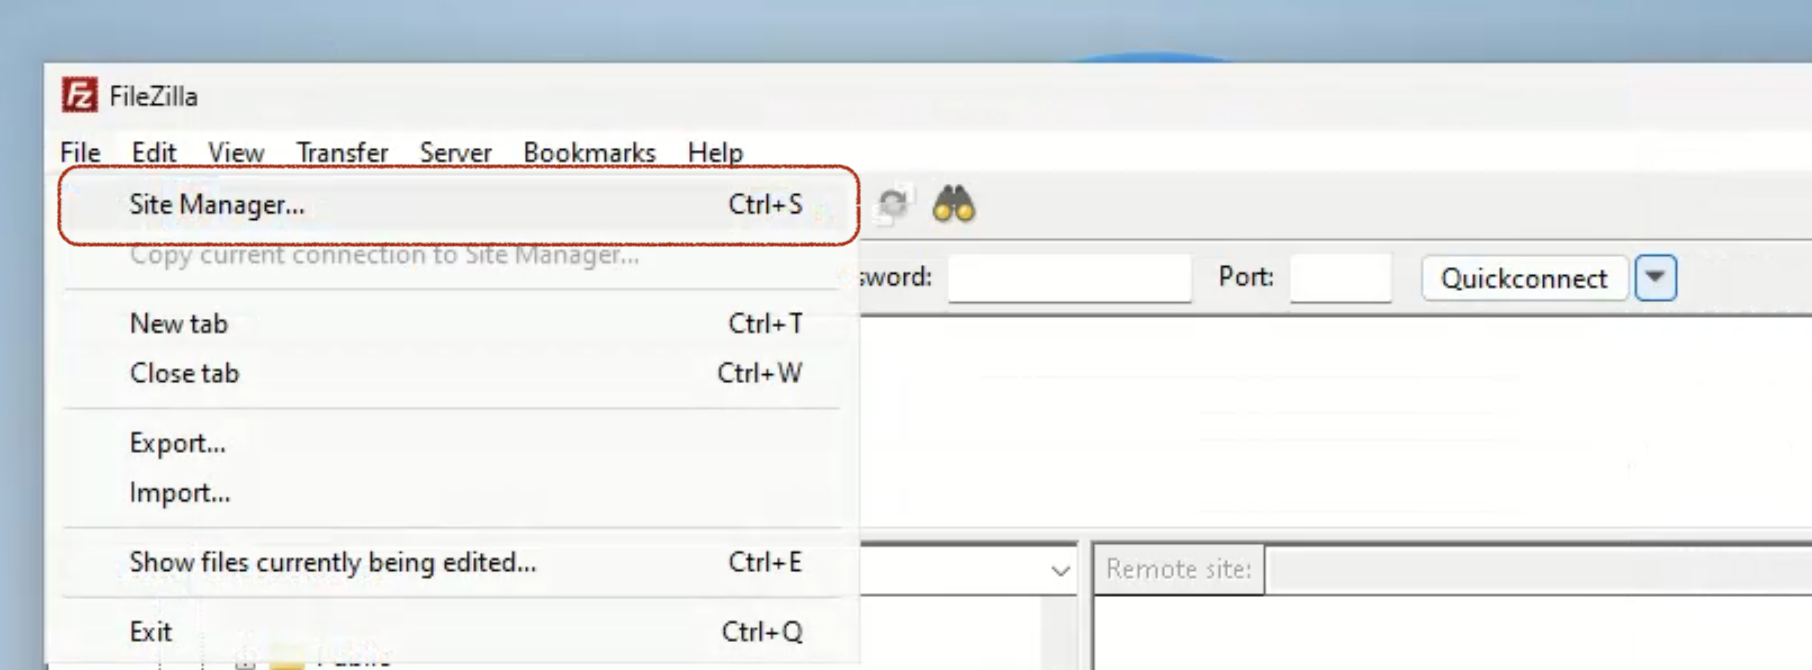 FileZilla
File Edit View Transfer Server Bookmarks Help
Site Manager... Ctrl+S
Copy current connection to Site Manager...
sword: Port: Quickconnect
New tab Ctrl+T
Close tab Ctrl+W
Export...
Import...
Show files currently being edited... Ctrl+E
Remote site:
Exit Ctrl+Q